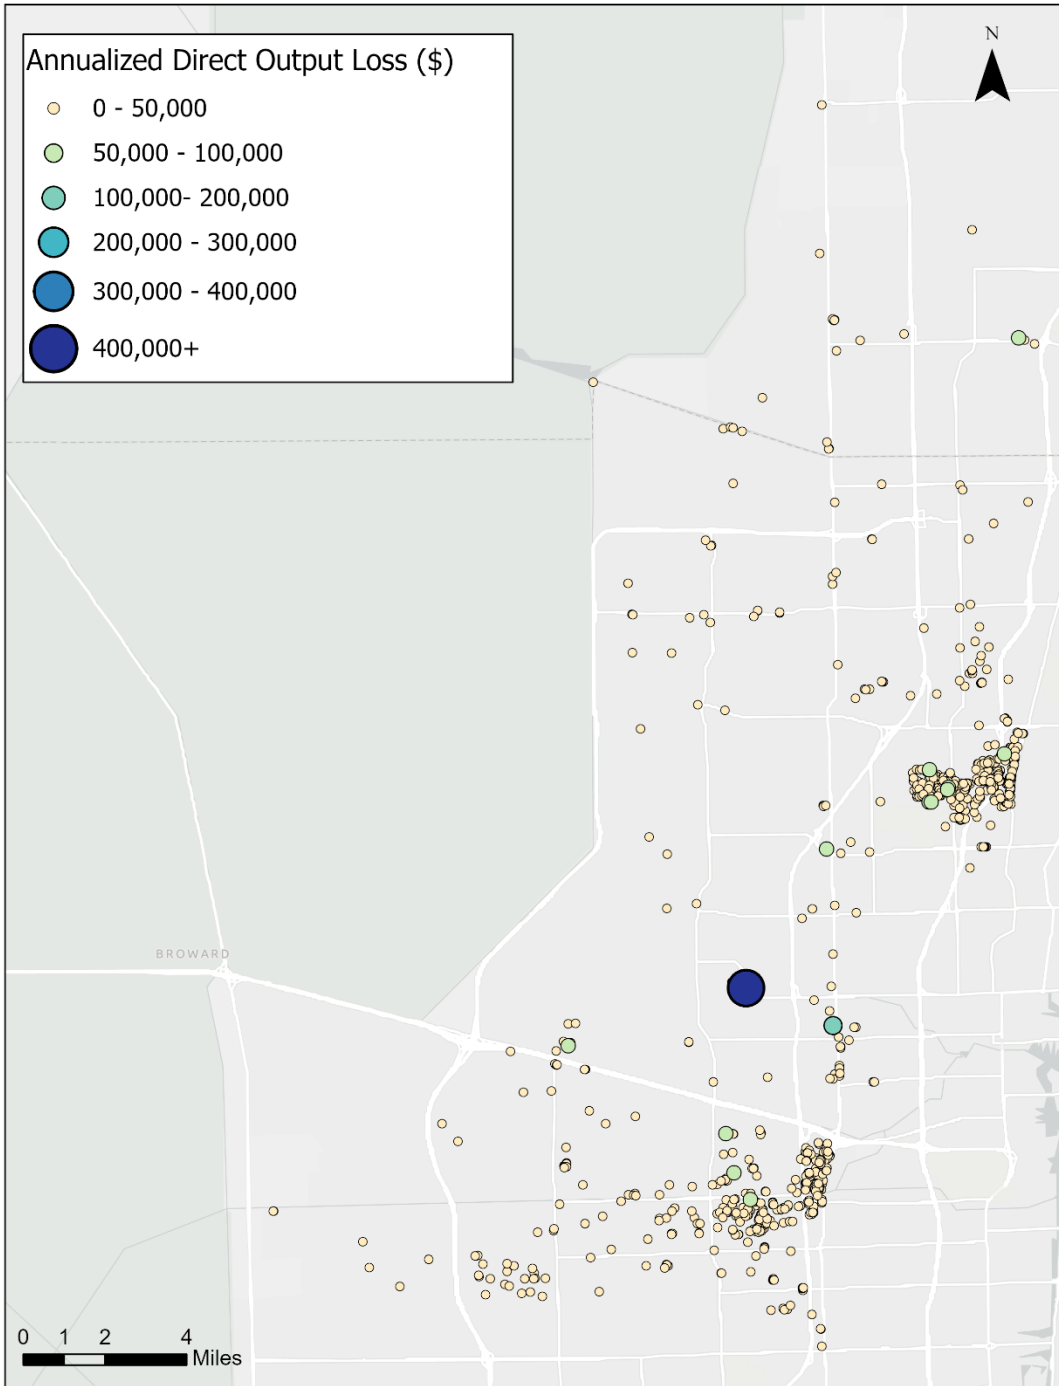 Annualized Direct Output Loss ($)
0 - 50,000
50,000 - 100,000
100,000- 200,000
200,000 - 300,000
300,000 - 400,000
400,000+
N
BROWARD
0 1 2 4
Miles